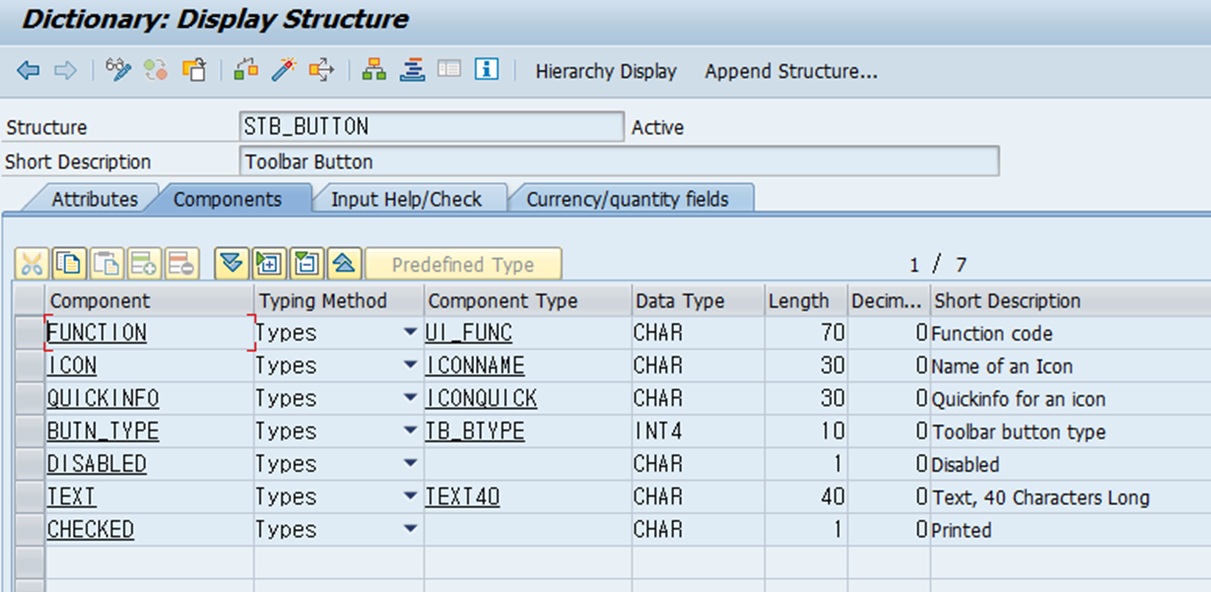 Dictionary: Display Structure
Hierarchy Display Append Structure...
Structure STB_BUTTON Active
Short Description Toolbar Button
Attributes Components Input Help/Check Currency/quantity fields
Predefined Type 1 / 7
Component Typing Method Component Type Data Type Length Decim... Short Description
FUNCTION Types UI_FUNC CHAR 70 0 Function code
ICON Types ICONNAME CHAR 30 0 Name of an Icon
QUICKINFO Types ICONQUICK CHAR 30 0 Quickinfo for an icon
BUTN_TYPE Types TB_BTYPE INT4 10 0 Toolbar button type
DISABLED Types CHAR 1 0 Disabled
TEXT Types TEXT40 CHAR 40 0 Text, 40 Characters Long
CHECKED Types CHAR 1 0 Printed